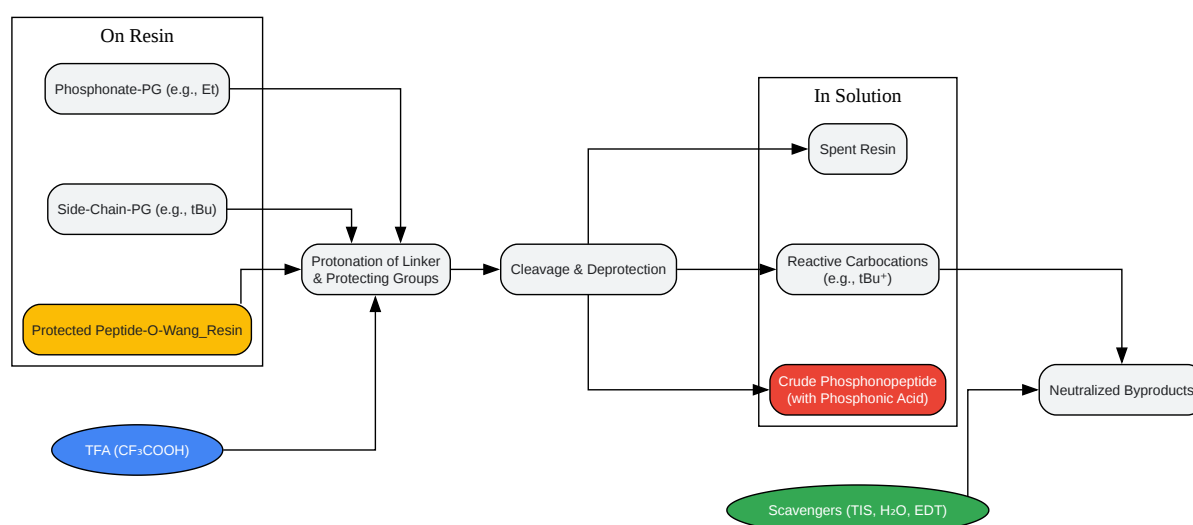 On Resin
Phosphonate-PG (e.g., Et)
Side-Chain-PG (e.g., tBu)
Protected Peptide-O-Wang_Resin
TFA (CF₃COOH)
Protonation of Linker
& Protecting Groups
Cleavage & Deprotection
In Solution
Spent Resin
Reactive Carbocations
(e.g., tBu⁺)
Crude Phosphonopeptide
(with Phosphonic Acid)
Neutralized Byproducts
Scavengers (TIS, H₂O, EDT)